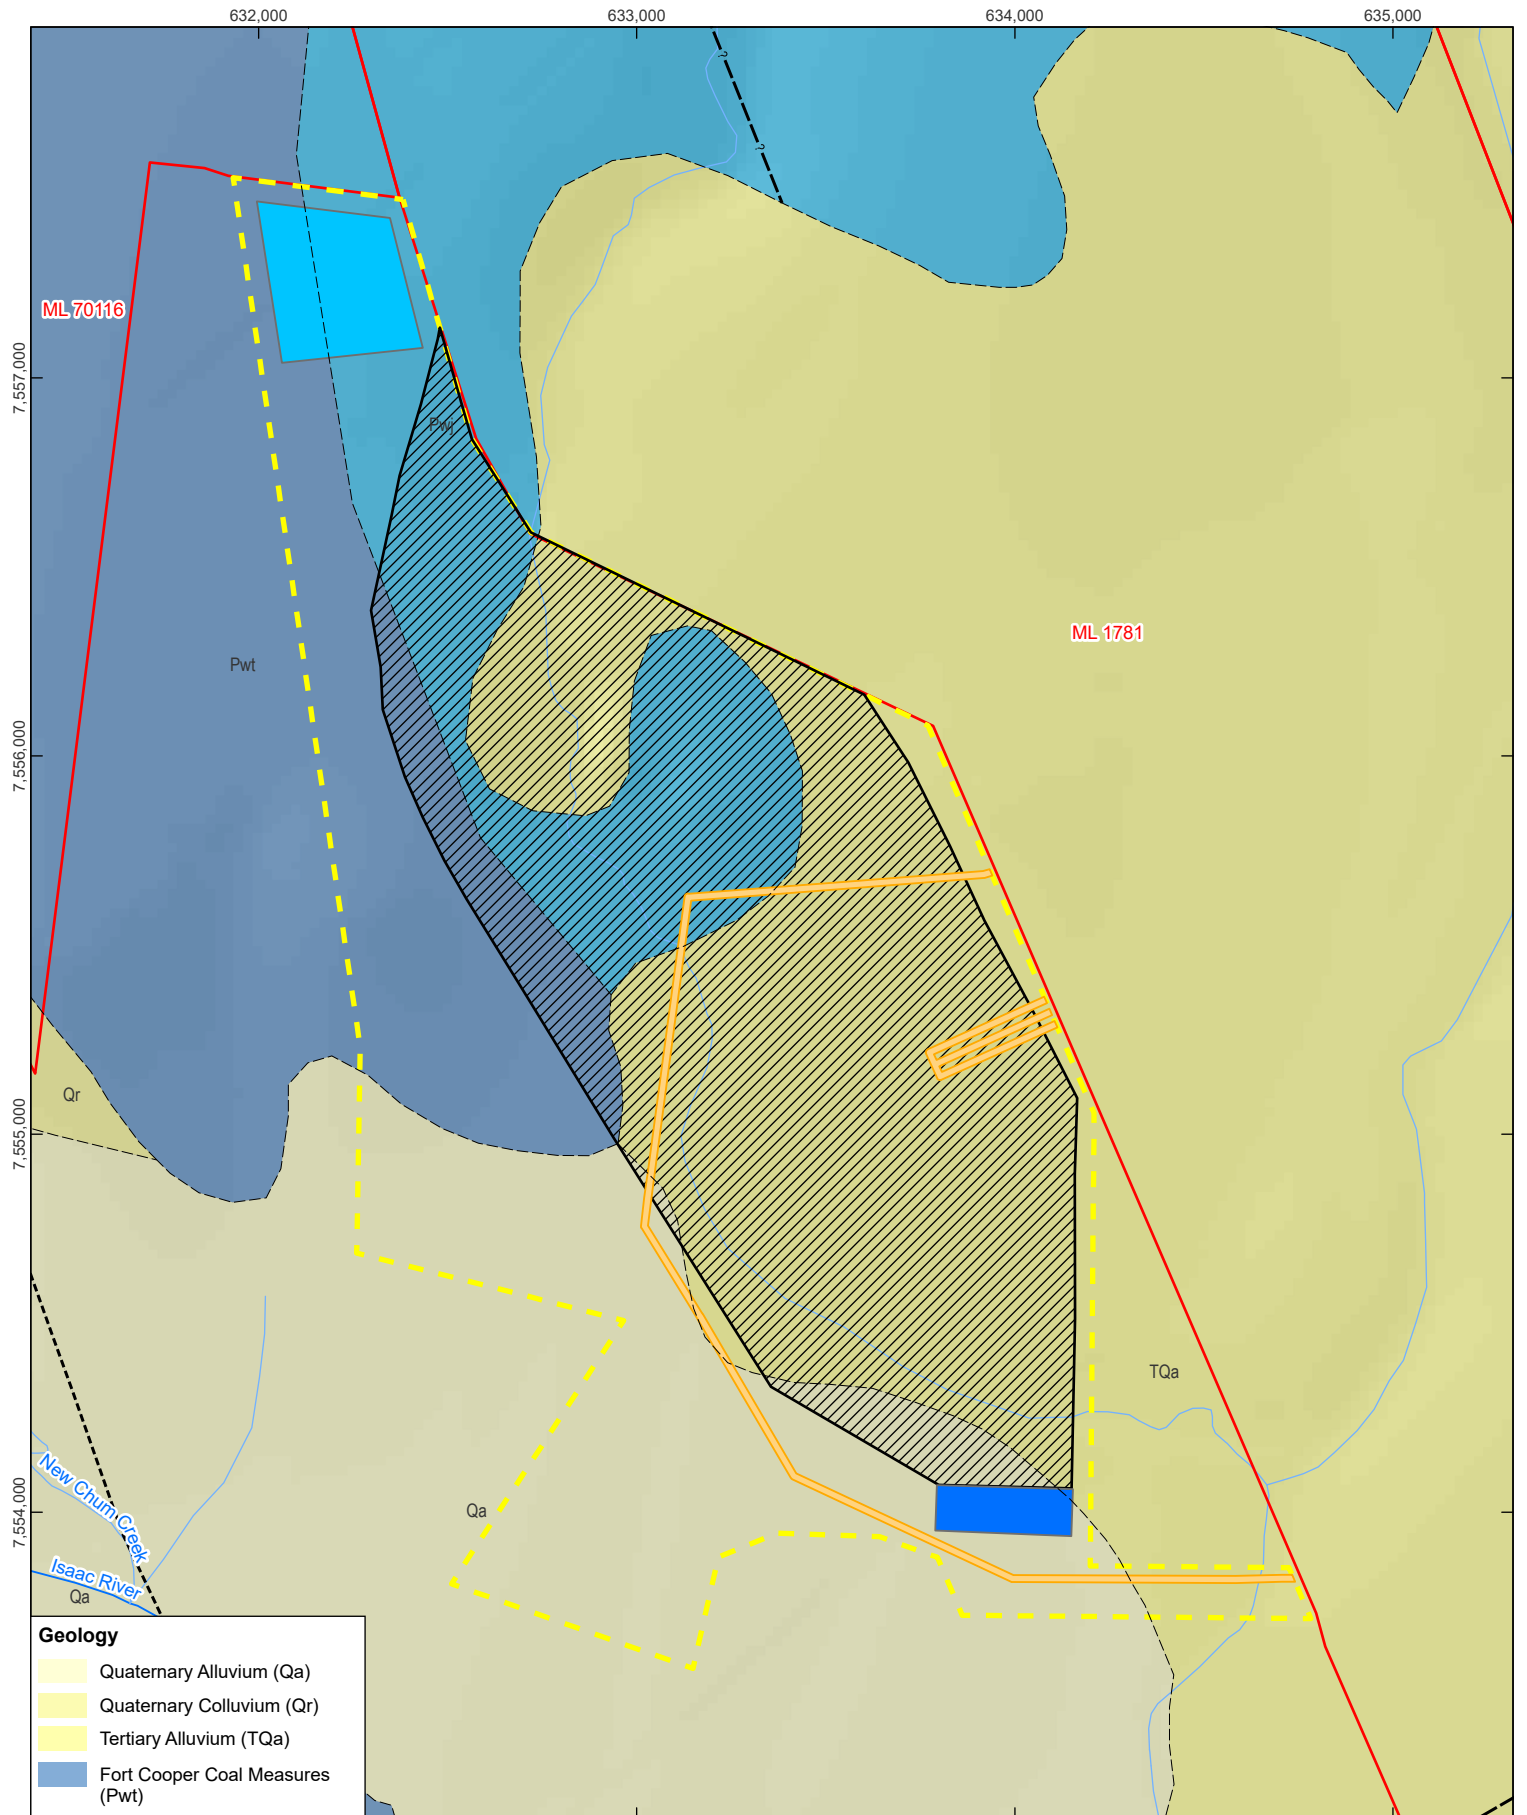 632,000
633,000
634,000
635,000
?
?
ML 70116
7,557,000
Pwj
ML 1781
Pwt
7,556,000
Qr
7,555,000
TQa
New Chum Creek
7,554,000
Qa
Isaac River
Qa
Geology
Quaternary Alluvium (Qa)
Quaternary Colluvium (Qr)
Tertiary Alluvium (TQa)
Fort Cooper Coal Measures
(Pwt)